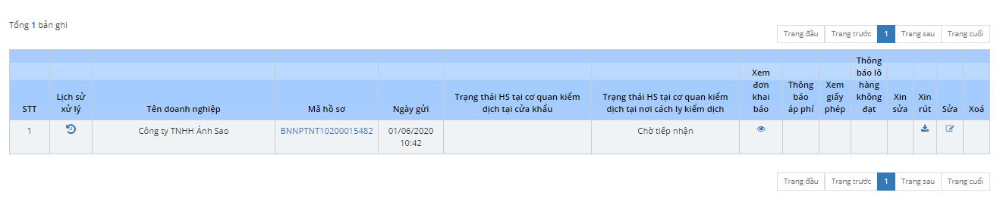 Tổng 1 bản ghi
Trang đầu Trang trước 1 Trang sau Trang cuối
STT Lịch sử xử lý Tên doanh nghiệp Mã hồ sơ Ngày gửi Trạng thái HS tại cơ quan kiểm dịch tại cửa khẩu Trạng thái HS tại cơ quan kiểm dịch tại nơi cách ly kiểm dịch Xem đơn khai báo Thông báo áp phí Xem giấy phép Thông báo lô hàng không đạt Xin sửa Xin rút Sửa Xoá
1 Công ty TNHH Ánh Sao BNNPTNT10200015482 01/06/2020 10:42 Chờ tiếp nhận
Trang đầu Trang trước 1 Trang sau Trang cuối